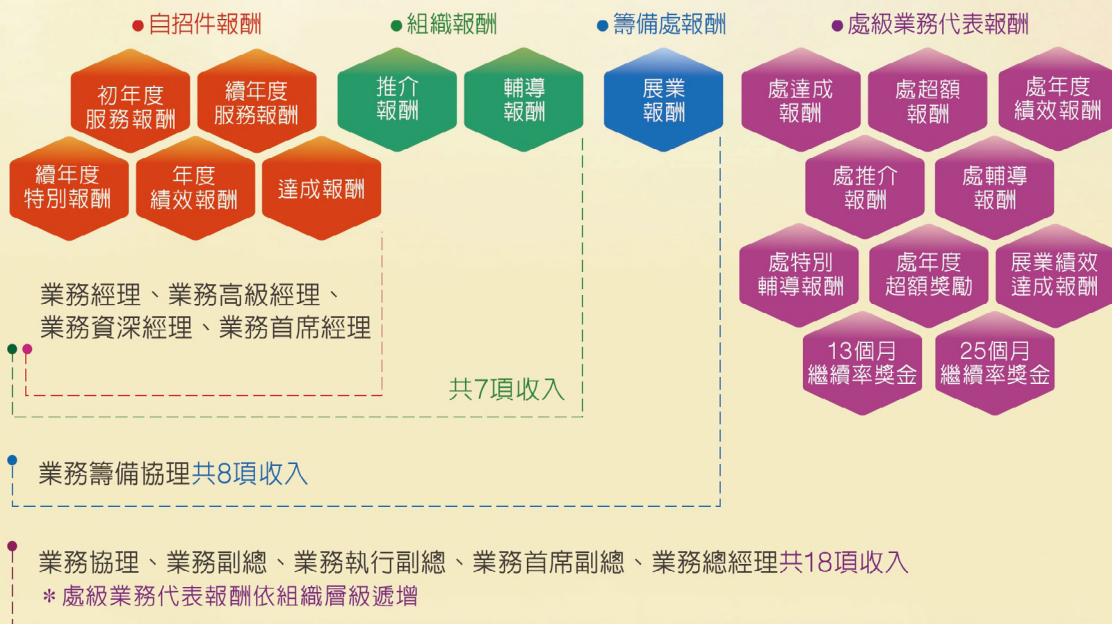 ●自招件報酬
●組織報酬
●籌備處報酬
●處級業務代表報酬
初年度
服務報酬
續年度
服務報酬
續年度
特別報酬
年度
績效報酬
達成報酬
推介
報酬
輔導
報酬
展業
報酬
處達成
報酬
處超額
報酬
處年度
績效報酬
處推介
報酬
處輔導
報酬
處特別
輔導報酬
處年度
超額獎勵
展業績效
達成報酬
13個月
繼續率獎金
25個月
繼續率獎金
業務經理、業務高級經理、
業務資深經理、業務首席經理
共7項收入
業務籌備協理共8項收入
業務協理、業務副總、業務執行副總、業務首席副總、業務總經理共18項收入
＊處級業務代表報酬依組織層級遞增